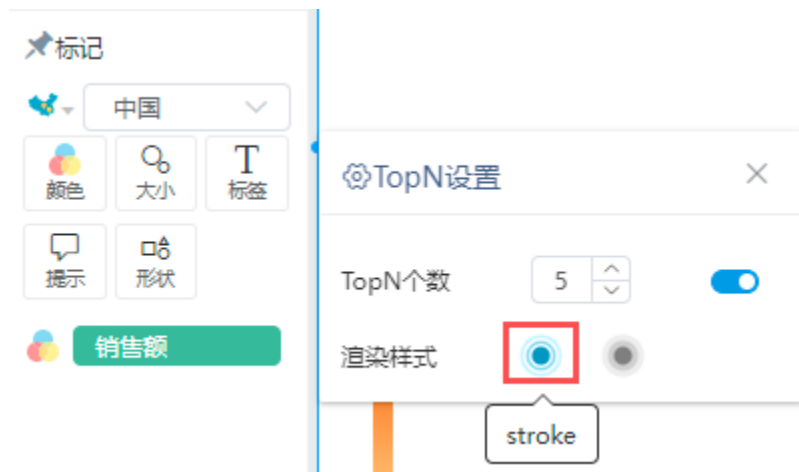 标记
中国
颜色
大小
T
标签
提示
形状
销售额
TopN设置
TopN个数
5
渲染样式
stroke